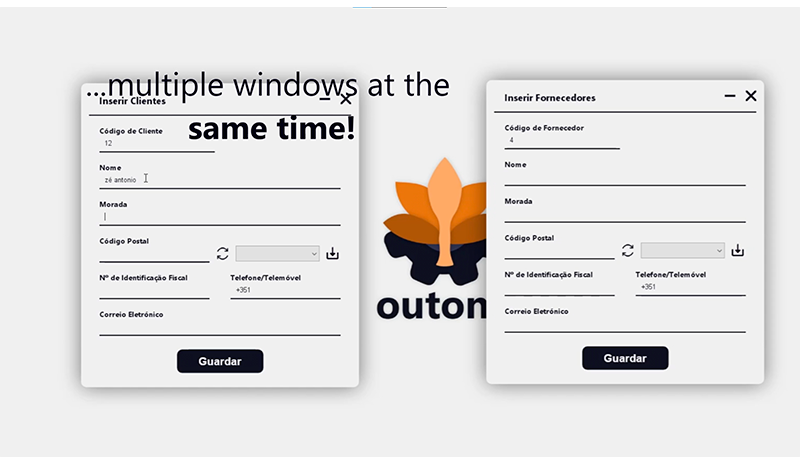 ...multiple windows at the
same time!
Inserir Clientes
Código de Cliente
12
Nome
zé antonio
Morada
Código Postal
Nº de Identificação Fiscal
Telefone/Telemóvel
+351
Correio Eletrónico
Guardar
outon
Inserir Fornecedores
Código de Fornecedor
4
Nome
Morada
Código Postal
Nº de Identificação Fiscal
Telefone/Telemóvel
+351
Correio Eletrónico
Guardar